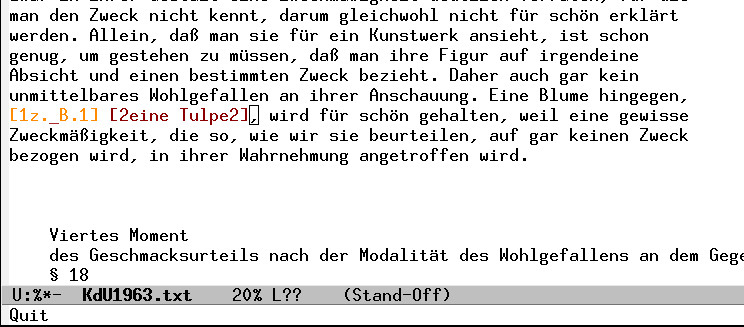 man den Zweck nicht kennt, darum gleichwohl nicht für schön erklärt
werden. Allein, daß man sie für ein Kunstwerk ansieht, ist schon
genug, um gestehen zu müssen, daß man ihre Figur auf irgendeine
Absicht und einen bestimmten Zweck bezieht. Daher auch gar kein
unmittelbares Wohlgefallen an ihrer Anschauung. Eine Blume hingegen,
[1z._B.1] [2eine Tulpe2], wird für schön gehalten, weil eine gewisse
Zweckmäßigkeit, die so, wie wir sie beurteilen, auf gar keinen Zweck
bezogen wird, in ihrer Wahrnehmung angetroffen wird.
Viertes Moment
des Geschmacksurteils nach der Modalität des Wohlgefallens an dem Gege
§ 18
U:%*- KdU1963.txt 20% L?? (Stand-Off)
Quit